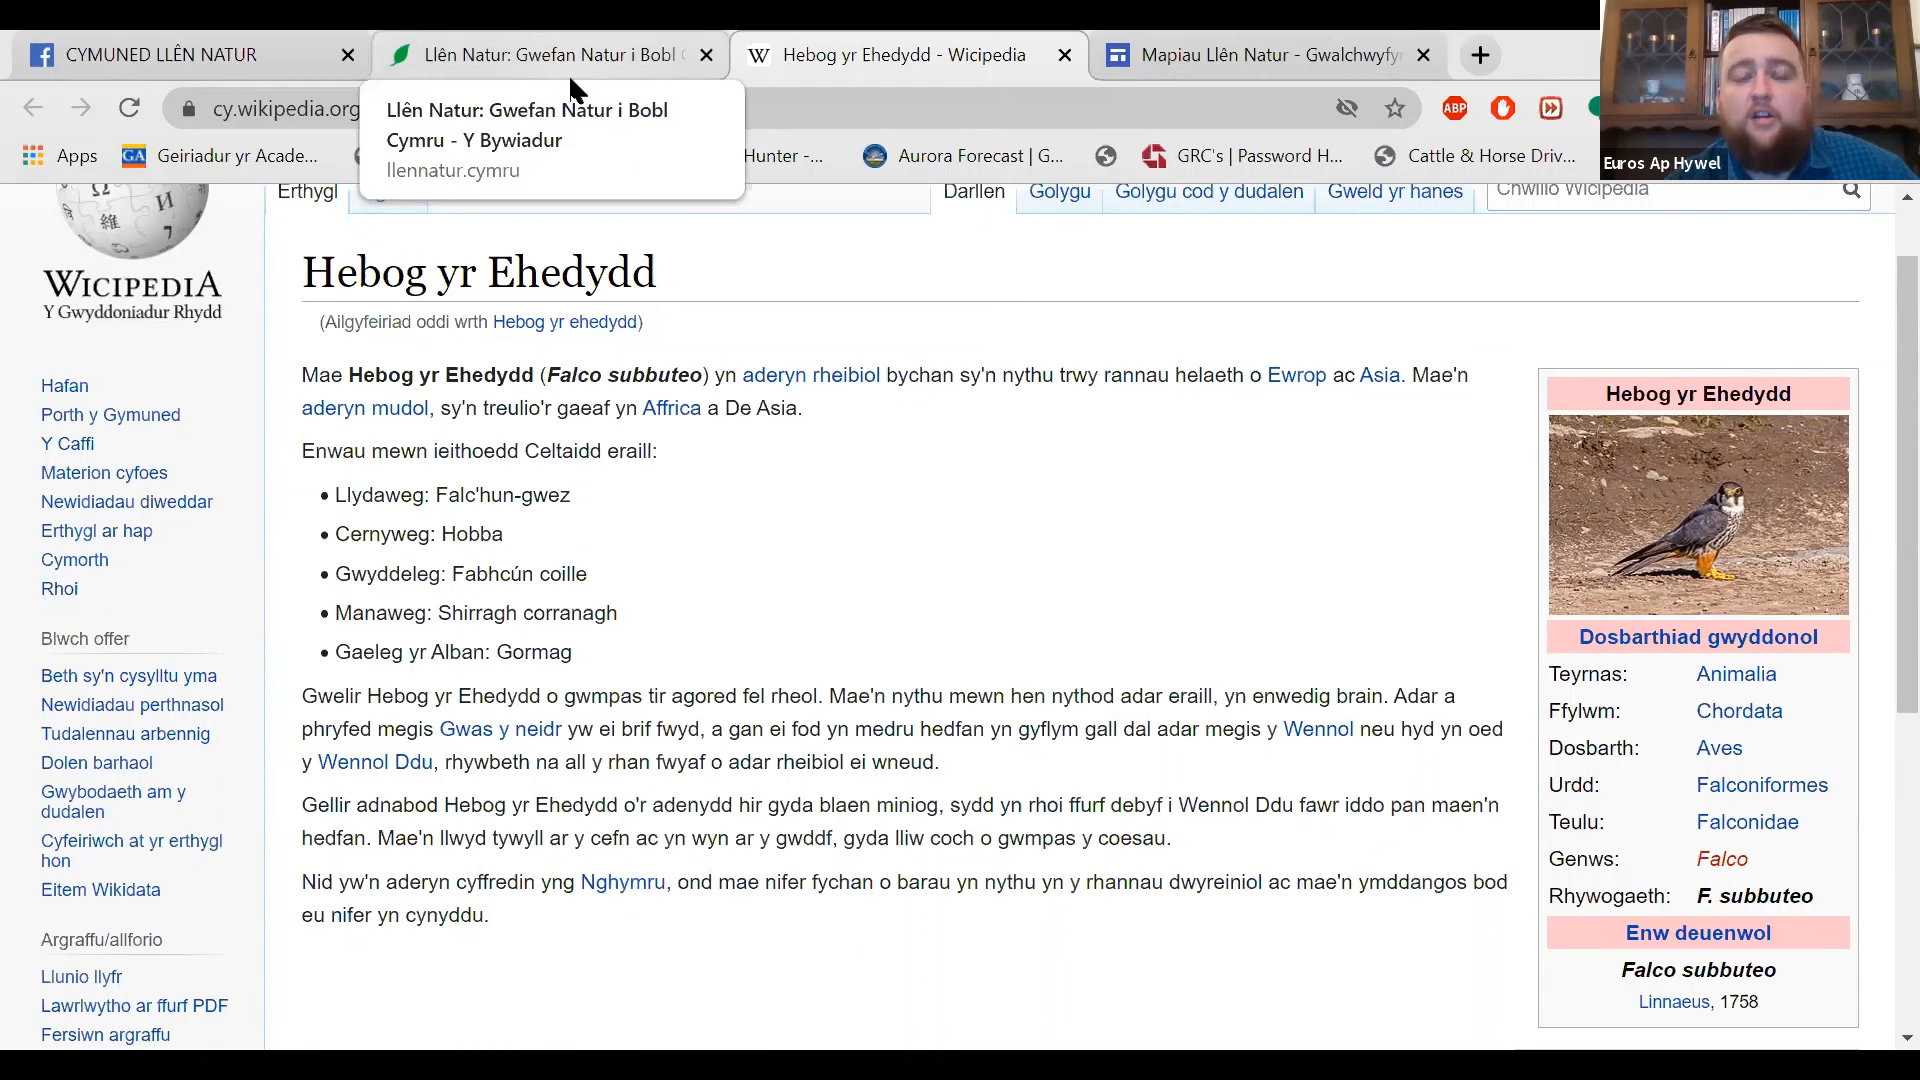 CYMUNED LLÊN NATUR
Llên Natur: Gwefan Natur i Bobl
Hebog yr Ehedydd - Wicipedia
Mapiau Llên Natur - Gwalchwyfy
cy.wikipedia.org
Llên Natur: Gwefan Natur i Bobl
Cymru - Y Bywiadur
llennatur.cymru
ABP
Apps
GA Geiriadur yr Acade...
Hunter -...
Aurora Forecast | G...
GRC's | Password H...
Cattle & Horse Driv...
Euros Ap Hywel
Erthygl
Darllen
Golygu
Golygu cod y dudalen
Gweld yr hanes
Chwilio Wicipedia
WICIPEDIA
Y Gwyddoniadur Rhydd
Hafan
Porth y Gymuned
Y Caffi
Materion cyfoes
Newidiadau diweddar
Erthygl ar hap
Cymorth
Rhoi
Blwch offer
Beth sy'n cysylltu yma
Newidiadau perthnasol
Tudalennau arbennig
Dolen barhaol
Gwybodaeth am y
dudalen
Cyfeiriwch at yr erthygl
hon
Eitem Wikidata
Argraffu/allforio
Llunio llyfr
Lawrlwytho ar ffurf PDF
Fersiwn argraffu
Hebog yr Ehedydd
(Ailgyfeiriad oddi wrth Hebog yr ehedydd)
Mae Hebog yr Ehedydd (Falco subbuteo) yn aderyn rheibiol bychan sy'n nythu trwy rannau helaeth o Ewrop ac Asia. Mae'n
aderyn mudol, sy'n treulio'r gaeaf yn Affrica a De Asia.
Enwau mewn ieithoedd Celtaidd eraill:
• Llydaweg: Falc'hun-gwez
• Cernyweg: Hobba
• Gwyddeleg: Fabhcún coille
• Manaweg: Shirragh corranagh
• Gaeleg yr Alban: Gormag
Gwelir Hebog yr Ehedydd o gwmpas tir agored fel rheol. Mae'n nythu mewn hen nythod adar eraill, yn enwedig brain. Adar a
phryfed megis Gwas y neidr yw ei brif fwyd, a gan ei fod yn medru hedfan yn gyflym gall dal adar megis y Wennol neu hyd yn oed
y Wennol Ddu, rhywbeth na all y rhan fwyaf o adar rheibiol ei wneud.
Gellir adnabod Hebog yr Ehedydd o'r adenydd hir gyda blaen miniog, sydd yn rhoi ffurf debyf i Wennol Ddu fawr iddo pan maen'n
hedfan. Mae'n llwyd tywyll ar y cefn ac yn wyn ar y gwddf, gyda lliw coch o gwmpas y coesau.
Nid yw'n aderyn cyffredin yng Nghymru, ond mae nifer fychan o barau yn nythu yn y rhannau dwyreiniol ac mae'n ymddangos bod
eu nifer yn cynyddu.
Hebog yr Ehedydd
Dosbarthiad gwyddonol
Teyrnas: Animalia
Ffylwm: Chordata
Dosbarth: Aves
Urdd: Falconiformes
Teulu: Falconidae
Genws: Falco
Rhywogaeth: F. subbuteo
Enw deuenwol
Falco subbuteo
Linnaeus, 1758